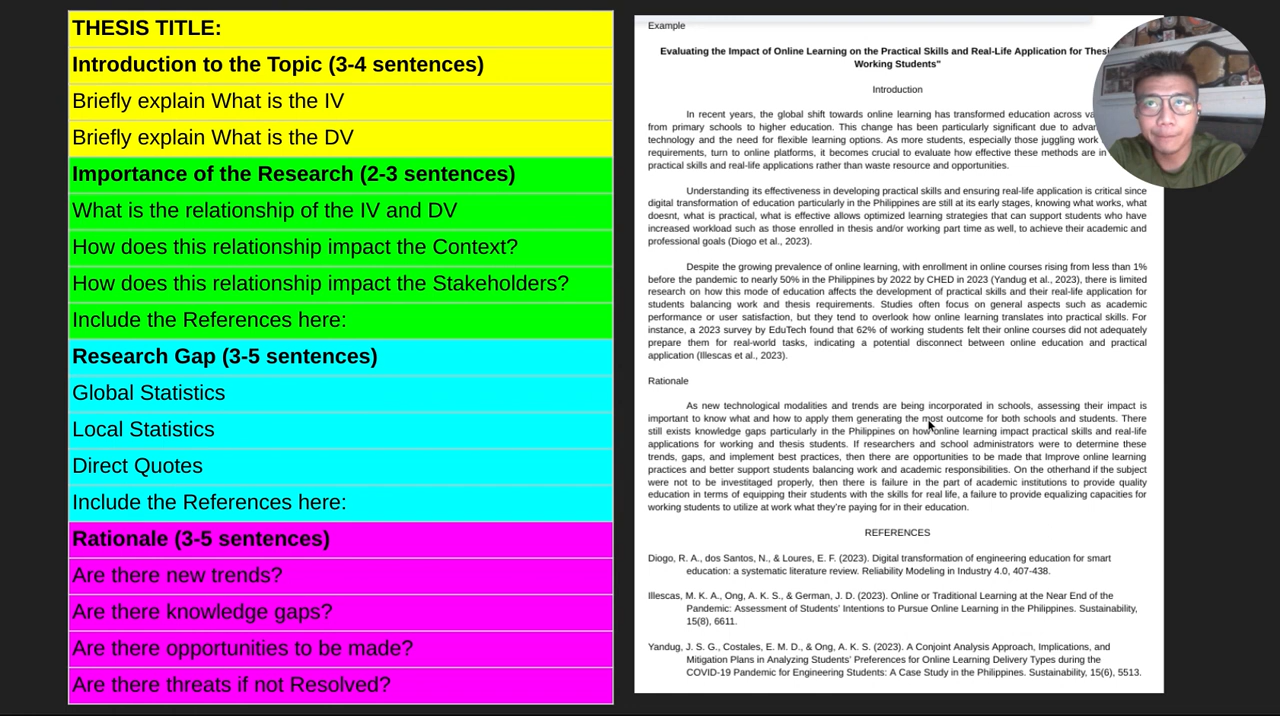 THESIS TITLE:
Introduction to the Topic (3-4 sentences)
Briefly explain What is the IV
Briefly explain What is the DV
Importance of the Research (2-3 sentences)
What is the relationship of the IV and DV
How does this relationship impact the Context?
How does this relationship impact the Stakeholders?
Include the References here:
Research Gap (3-5 sentences)
Global Statistics
Local Statistics
Direct Quotes
Include the References here:
Rationale (3-5 sentences)
Are there new trends?
Are there knowledge gaps?
Are there opportunities to be made?
Are there threats if not Resolved?
Example
Evaluating the Impact of Online Learning on the Practical Skills and Real-Life Application for
Working Students"
Introduction
In recent years, the global shift towards online learning has transformed education across
from primary schools to higher education. This change has been particularly significant due to
technology and the need for flexible learning options. As more students, especially those juggling work
requirements, turn to online platforms, it becomes crucial to evaluate how effective these methods are in
practical skills and real-life applications rather than waste resource and opportunities.
Understanding its effectiveness in developing practical skills and ensuring real-life application is critical since
digital transformation of education particularly in the Philippines are still at its early stages, knowing what works, what
doesnt, what is practical, what is effective allows optimized learning strategies that can support students who have
increased workload such as those enrolled in thesis and/or working part time as well, to achieve their academic and
professional goals (Diogo et al., 2023).
Despite the growing prevalence of online learning, with enrollment in online courses rising from less than 1%
before the pandemic to nearly 50% in the Philippines by 2022 by CHED in 2023 (Yandug et al., 2023), there is limited
research on how this mode of education affects the development of practical skills and their real-life application for
students balancing work and thesis requirements. Studies often focus on general aspects such as academic
performance or user satisfaction, but they tend to overlook how online learning translates into practical skills. For
instance, a 2023 survey by EduTech found that 62% of working students felt their online courses did not adequately
prepare them for real-world tasks, indicating a potential disconnect between online education and practical
application (Illescas et al., 2023).
Rationale
As new technological modalities and trends are being incorporated in schools, assessing their impact is
important to know what and how to apply them generating the most outcome for both schools and students. There
still exists knowledge gaps particularly in the Philippines on how online learning impact practical skills and real-life
applications for working and thesis students. If researchers and school administrators were to determine these
trends, gaps, and implement best practices, then there are opportunities to be made that Improve online learning
practices and better support students balancing work and academic responsibilities. On the otherhand if the subject
were not to be invesititaged properly, then there is failure in the part of academic institutions to provide quality
education in terms of equipping their students with the skills for real life, a failure to provide equalizing capacities for
working students to utilize at work what they're paying for in their education.
REFERENCES
Diogo, R. A., dos Santos, N., & Loures, E. F. (2023). Digital transformation of engineering education for smart
education: a systematic literature review. Reliability Modeling in Industry 4.0, 407-438.
Illescas, M. K. A., Ong, A. K. S., & German, J. D. (2023). Online or Traditional Learning at the Near End of the
Pandemic: Assessment of Students' Intentions to Pursue Online Learning in the Philippines. Sustainability,
15(8), 6611.
Yandug, J. S. G., Costales, E. M. D., & Ong, A. K. S. (2023). A Conjoint Analysis Approach, Implications, and
Mitigation Plans in Analyzing Students' Preferences for Online Learning Delivery Types during the
COVID-19 Pandemic for Engineering Students: A Case Study in the Philippines. Sustainability, 15(6), 5513.